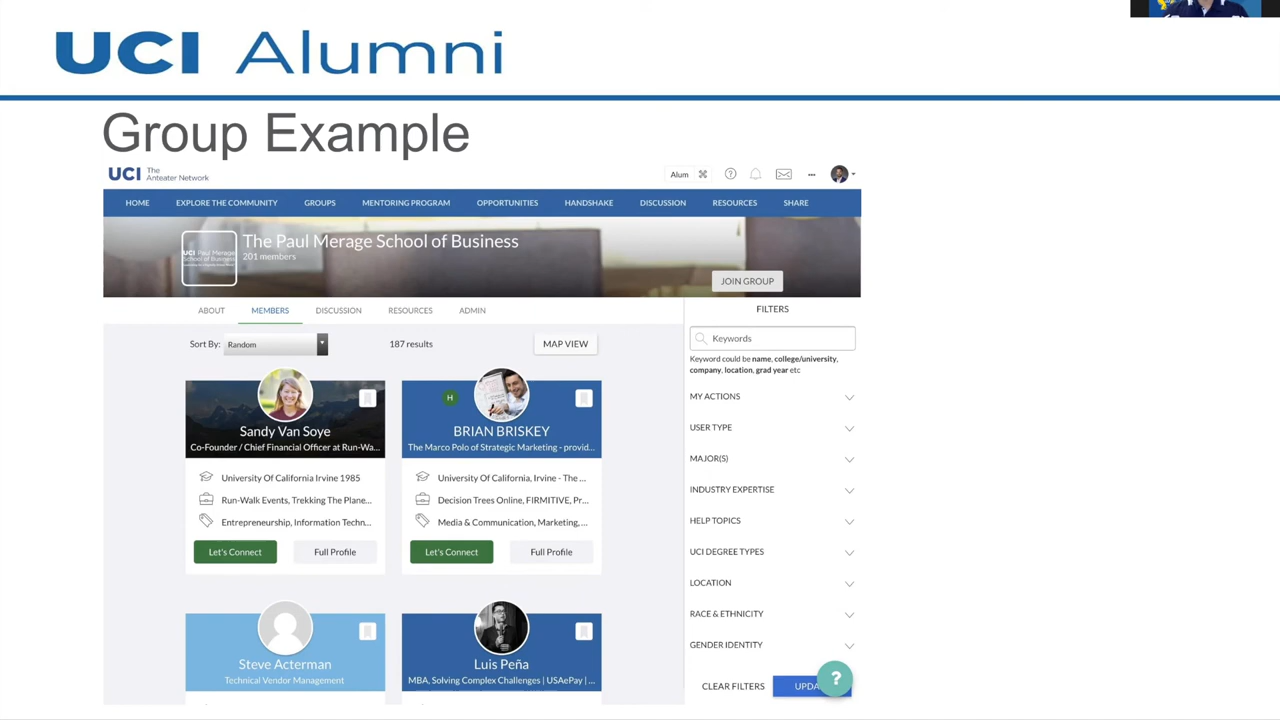 UCI Alumni
Group Example
UCI The Anteater Network
Alum
HOME EXPLORE THE COMMUNITY GROUPS MENTORING PROGRAM OPPORTUNITIES HANDSHAKE DISCUSSION RESOURCES SHARE
UCI Paul Merage
School of Business
The Paul Merage School of Business
201 members
JOIN GROUP
ABOUT MEMBERS DISCUSSION RESOURCES ADMIN
Sort By: Random
187 results
MAP VIEW
Sandy Van Soye
Co-Founder / Chief Financial Officer at Run-Wa...
University Of California Irvine 1985
Run-Walk Events, Trekking The Plane...
Entrepreneurship, Information Techn...
Let's Connect
Full Profile
H
BRIAN BRISKEY
The Marco Polo of Strategic Marketing - provid...
University Of California, Irvine - The ...
Decision Trees Online, FIRMITIVE, Pr...
Media & Communication, Marketing, ...
Let's Connect
Full Profile
Steve Acterman
Technical Vendor Management
Luis Peña
MBA, Solving Complex Challenges | USAePay | ...
FILTERS
Keywords
Keyword could be name, college/university,
company, location, grad year etc
MY ACTIONS
USER TYPE
MAJOR(S)
INDUSTRY EXPERTISE
HELP TOPICS
UCI DEGREE TYPES
LOCATION
RACE & ETHNICITY
GENDER IDENTITY
CLEAR FILTERS
UPDA
?